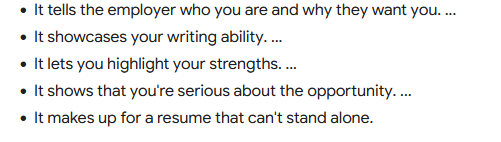 • It tells the employer who you are and why they want you. ...
• It showcases your writing ability. ...
• It lets you highlight your strengths. ...
• It shows that you're serious about the opportunity. ...
• It makes up for a resume that can't stand alone.